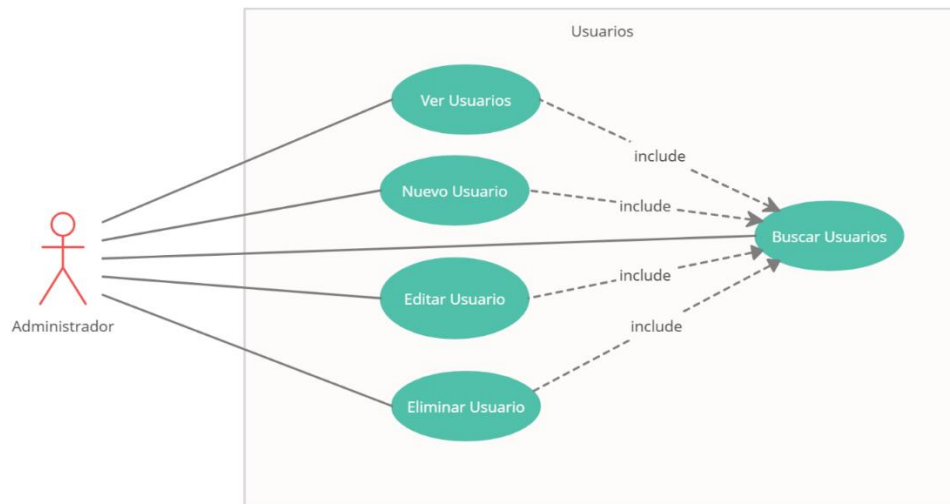 Usuarios
Ver Usuarios
include
Nuevo Usuario
include
Buscar Usuarios
include
Editar Usuario
Administrador
include
Eliminar Usuario